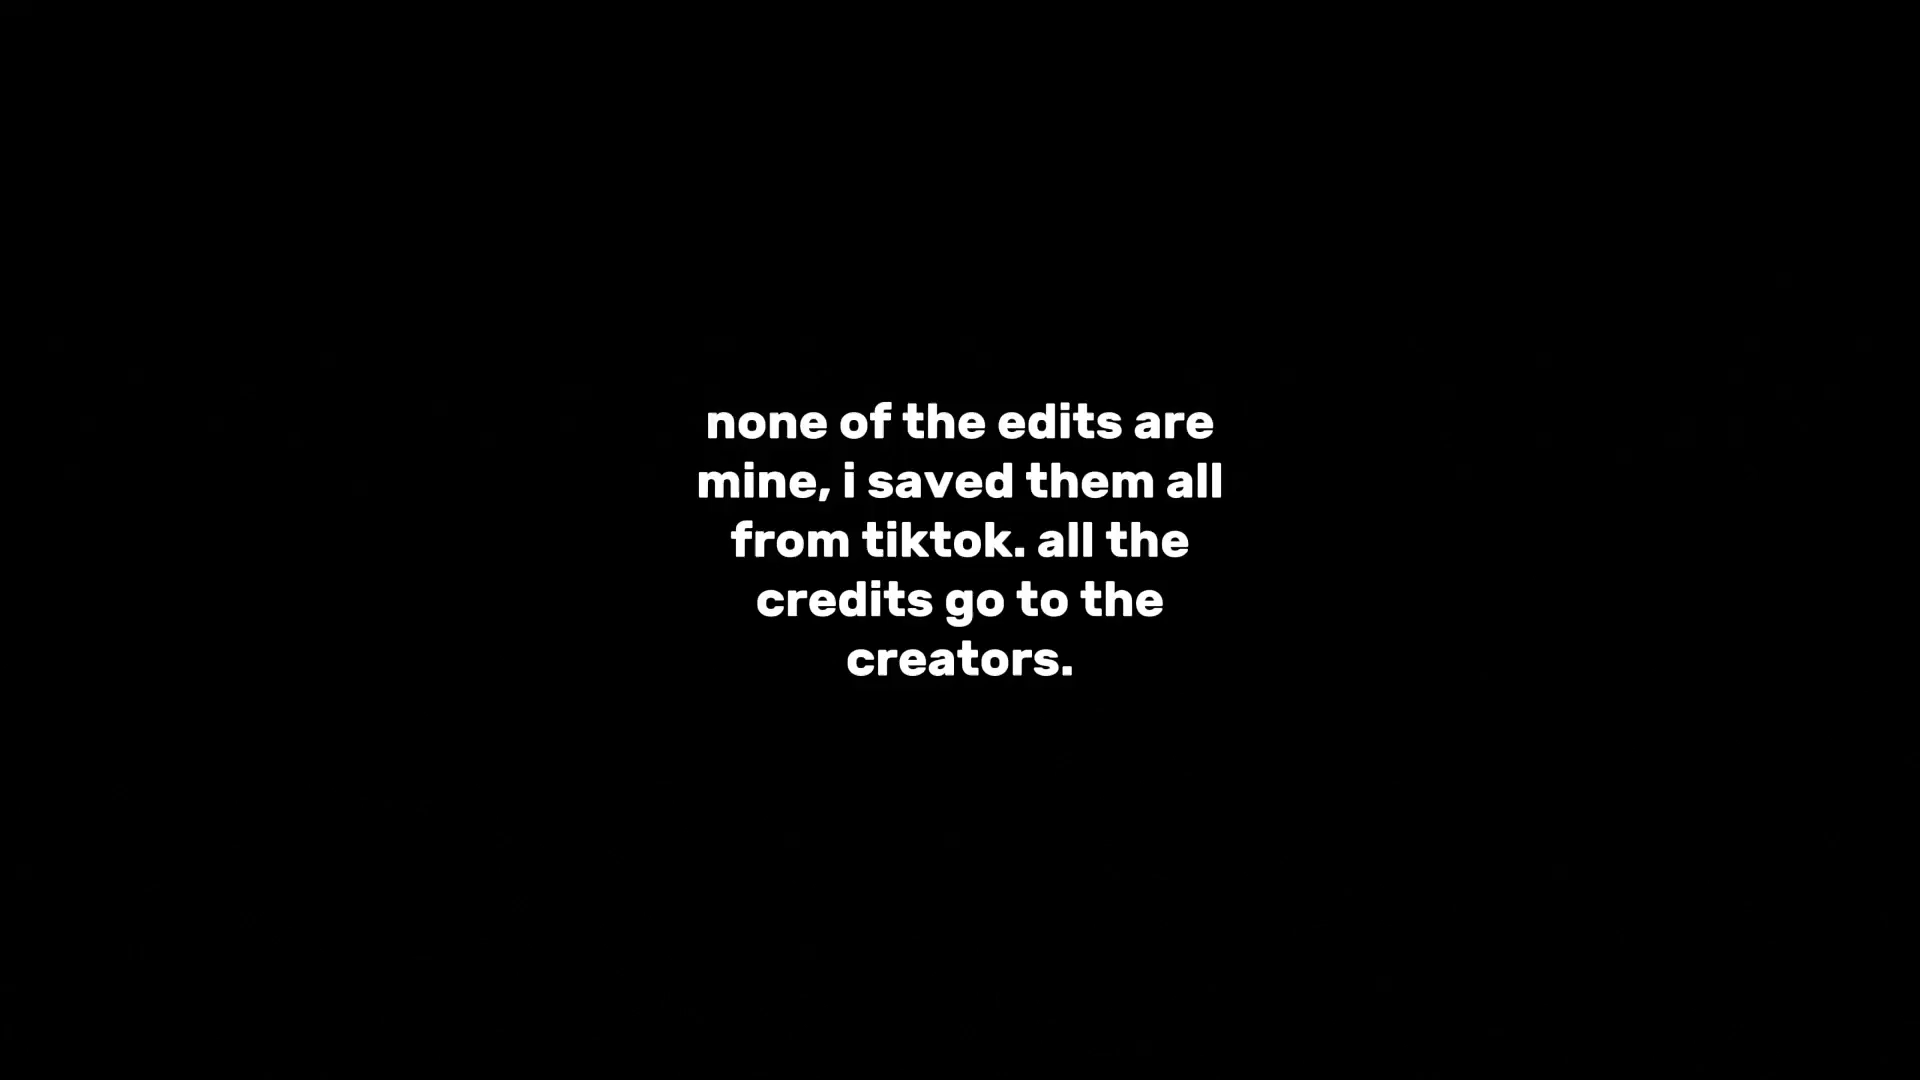 none of the edits are
mine, i saved them all
from tiktok. all the
credits go to the
creators.